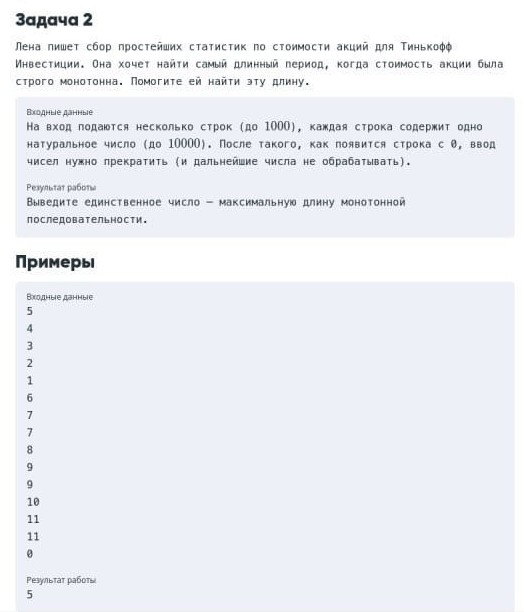 Задача 2
Лена пишет сбор простейших статистик по стоимости акций для Тинькофф
Инвестиции. Она хочет найти самый длинный период, когда стоимость акции была
строго монотонна. Помогите ей найти эту длину.
Входные данные
На вход подаются несколько строк (до 1000), каждая строка содержит одно
натуральное число (до 10000). После такого, как появится строка с 0, ввод
чисел нужно прекратить (и дальнейшие числа не обрабатывать).
Результат работы
Выведите единственное число – максимальную длину монотонной
последовательности.
Примеры
Входные данные
5
4
3
2
1
6
7
7
8
9
9
10
11
11
0
Результат работы
5